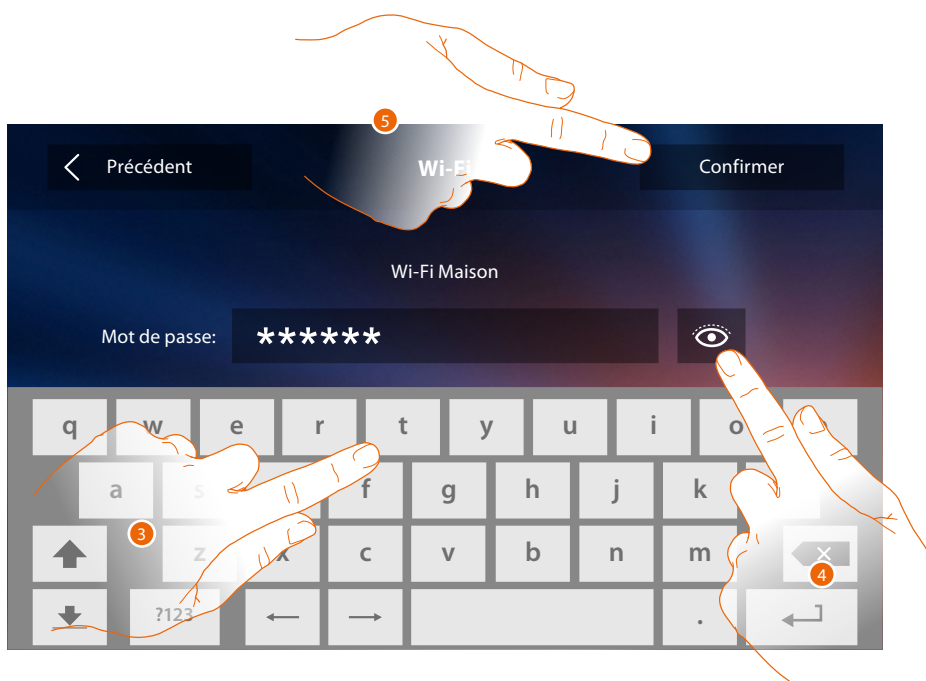 5
Précédent Wi-Fi Confirmer
Wi-Fi Maison
Mot de passe: ******
q w e r t y u i o
a s f g h j k
3 z x c v b n m 4
?123 .